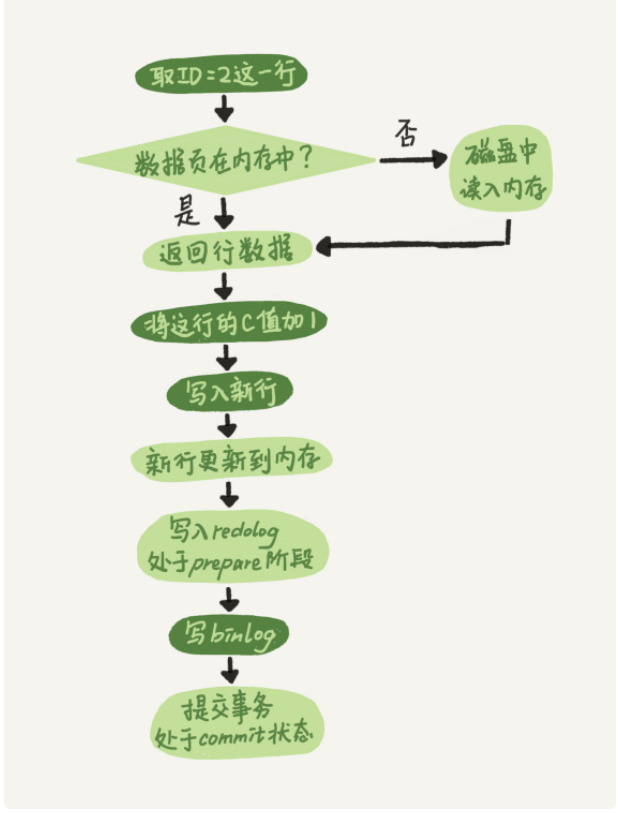 取ID=2这一行
数据页在内存中？
否
磁盘中
读入内存
是
返回行数据
将这行的C值加1
写入新行
新行更新到内存
写入redolog
处于prepare阶段
写binlog
提交事务
处于commit状态